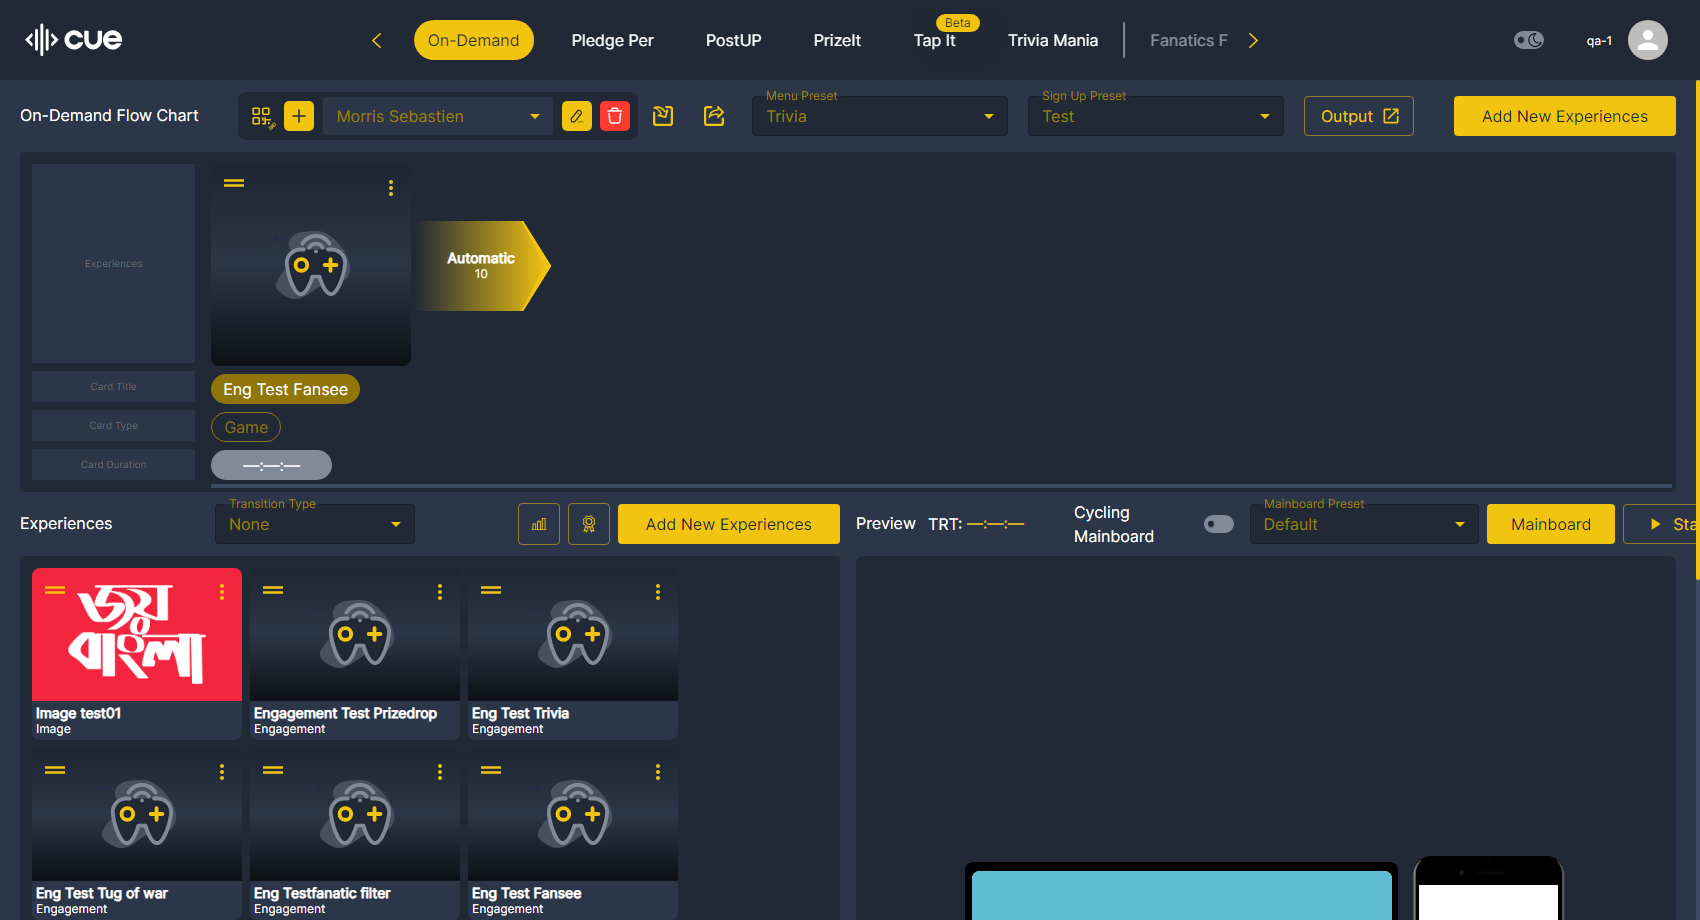 cue
On-Demand
Pledge Per
PostUP
PrizeIt
Beta
Tap It
Trivia Mania
Fanatics F
qa-1
On-Demand Flow Chart
Morris Sebastien
Menu Preset
Trivia
Sign Up Preset
Test
Output
Add New Experiences
Experiences
Automatic
10
Card Title
Eng Test Fansee
Card Type
Game
Card Duration
—:—:—
Experiences
Transition Type
None
Add New Experiences
Preview
TRT: —:—:—
Cycling
Mainboard
Mainboard Preset
Default
Mainboard
Sta
জয়
বাংলা
Image test01
Image
Engagement Test Prizedrop
Engagement
Eng Test Trivia
Engagement
Eng Test Tug of war
Engagement
Eng Testfanatic filter
Engagement
Eng Test Fansee
Engagement